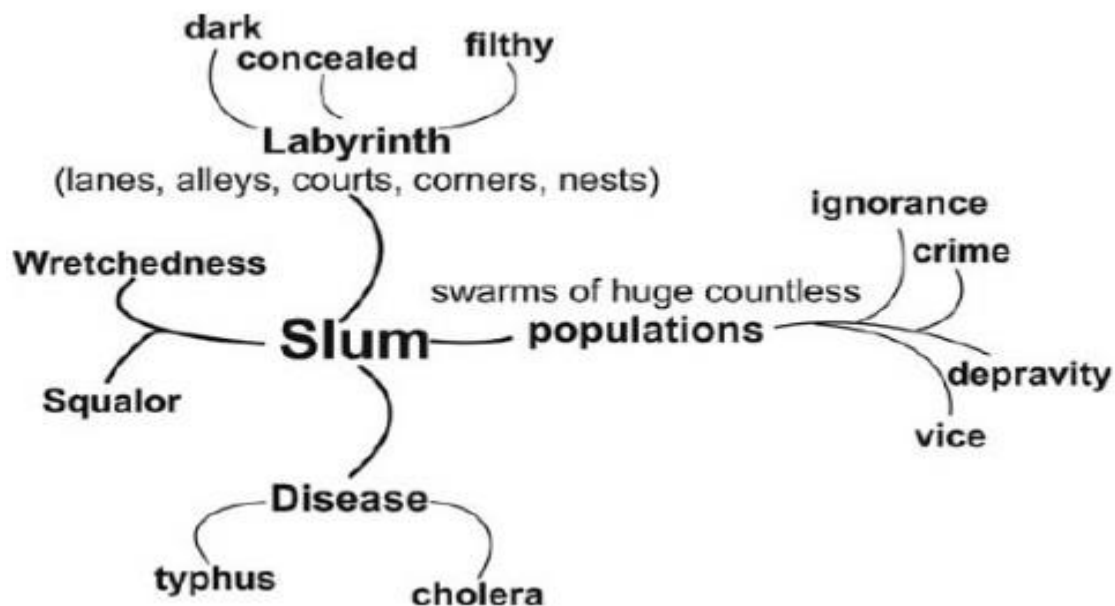 dark
concealed
filthy
Labyrinth
(lanes, alleys, courts, corners, nests)
ignorance
Wretchedness
crime
swarms of huge countless
Slum
populations
depravity
Squalor
vice
Disease
typhus
cholera